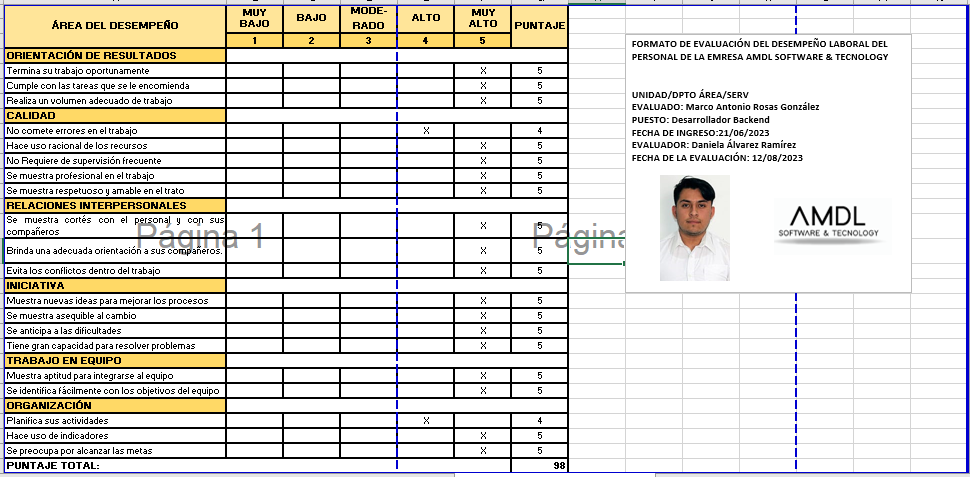 ÁREA DEL DESEMPEÑO MUY BAJO BAJO MODE-RADO ALTO MUY ALTO PUNTAJE
1 2 3 4 5
ORIENTACIÓN DE RESULTADOS
Termina su trabajo oportunamente X 5
Cumple con las tareas que se le encomienda X 5
Realiza un volumen adecuado de trabajo X 5
CALIDAD
No comete errores en el trabajo X 4
Hace uso racional de los recursos X 5
No Requiere de supervisión frecuente X 5
Se muestra profesional en el trabajo X 5
Se muestra respetuoso y amable en el trato X 5
RELACIONES INTERPERSONALES
Se muestra cortés con el personal y con sus
compañeros X 5
Brinda una adecuada orientación a sus compañeros. X 5
Evita los conflictos dentro del trabajo X 5
INICIATIVA
Muestra nuevas ideas para mejorar los procesos X 5
Se muestra asequible al cambio X 5
Se anticipa a las dificultades X 5
Tiene gran capacidad para resolver problemas X 5
TRABAJO EN EQUIPO
Muestra aptitud para integrarse al equipo X 5
Se identifica fácilmente con los objetivos del equipo X 5
ORGANIZACIÓN
Planifica sus actividades X 4
Hace uso de indicadores X 5
Se preocupa por alcanzar las metas X 5
PUNTAJE TOTAL: 98
Página 1
Págin
FORMATO DE EVALUACIÓN DEL DESEMPEÑO LABORAL DEL
PERSONAL DE LA EMRESA AMDL SOFTWARE & TECNOLOGY
UNIDAD/DPTO ÁREA/SERV
EVALUADO: Marco Antonio Rosas González
PUESTO: Desarrollador Backend
FECHA DE INGRESO:21/06/2023
EVALUADOR: Daniela Álvarez Ramírez
FECHA DE LA EVALUACIÓN: 12/08/2023
AMDL
SOFTWARE & TECNOLOGY